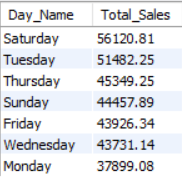 Day_Name Total_Sales
Saturday 56120.81
Tuesday 51482.25
Thursday 45349.25
Sunday 44457.89
Friday 43926.34
Wednesday 43731.14
Monday 37899.08